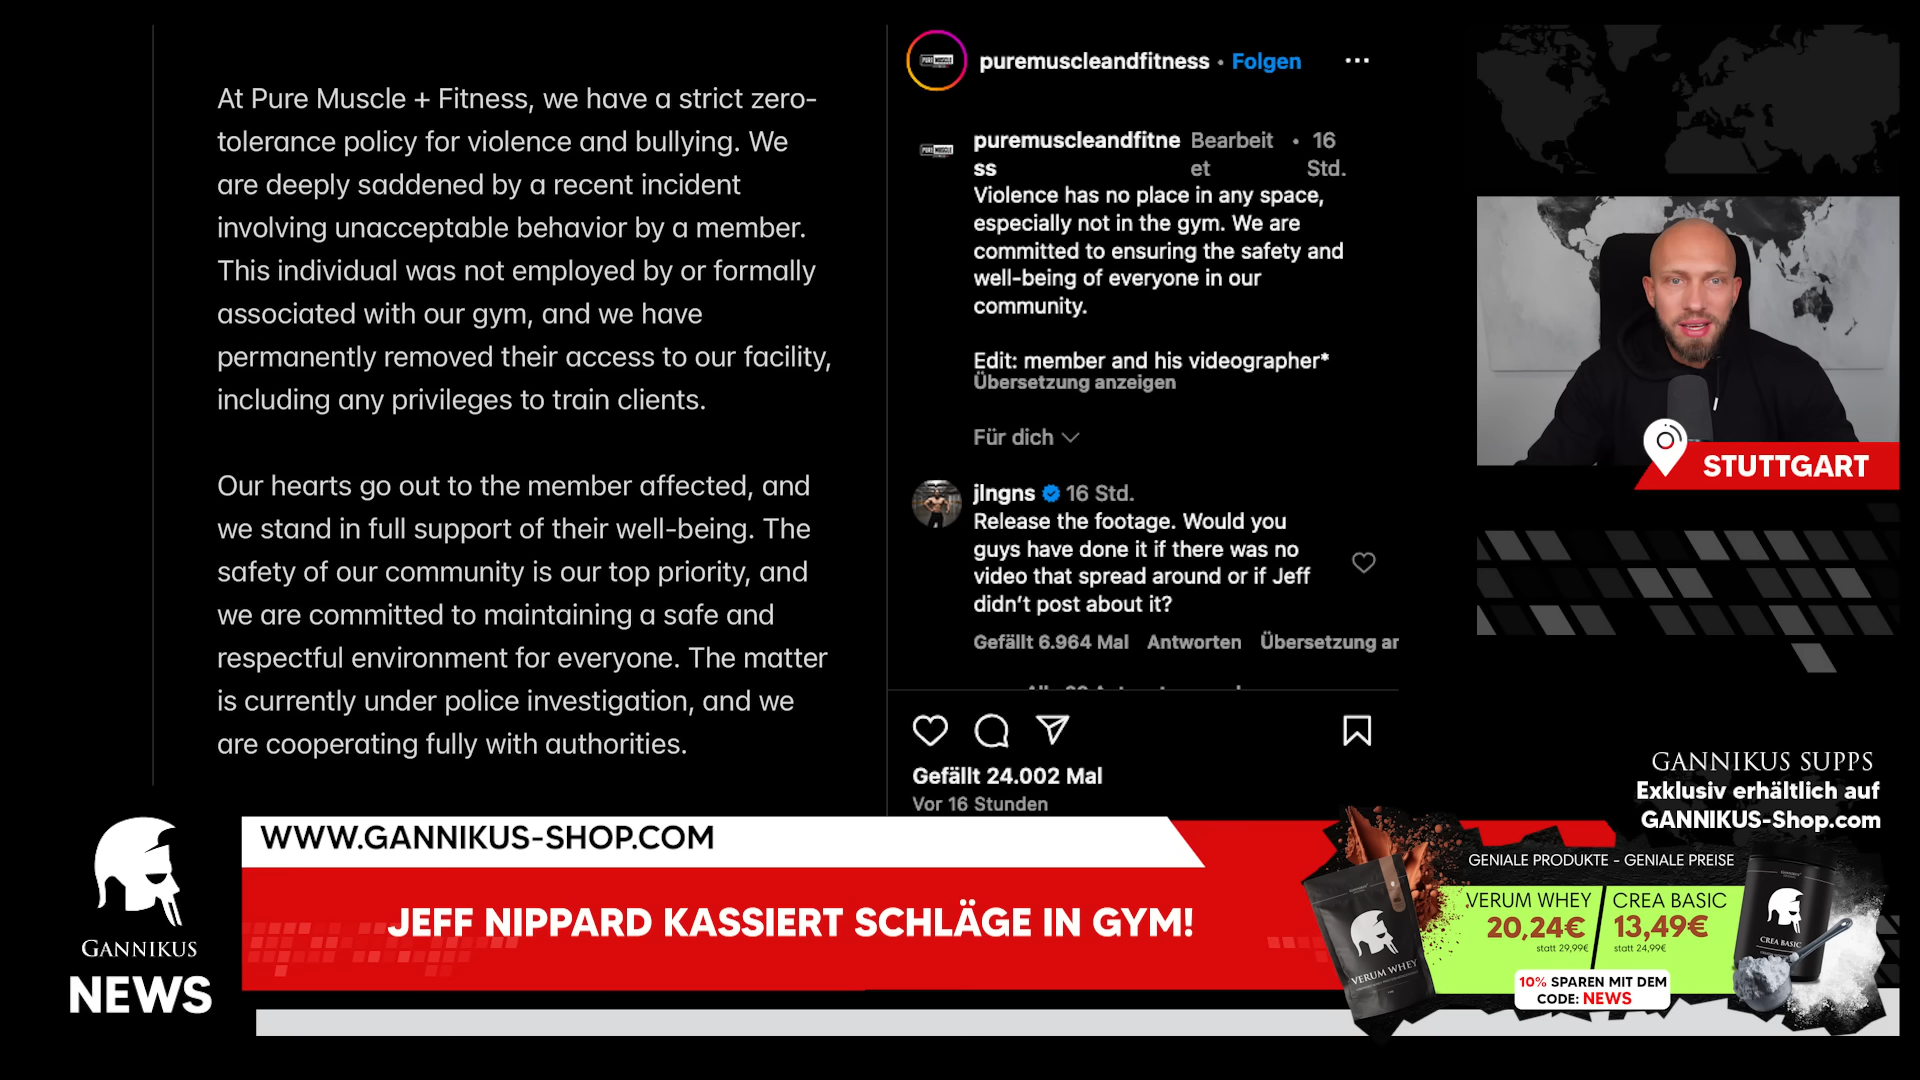 At Pure Muscle + Fitness, we have a strict zero-
tolerance policy for violence and bullying. We
are deeply saddened by a recent incident
involving unacceptable behavior by a member.
This individual was not employed by or formally
associated with our gym, and we have
permanently removed their access to our facility,
including any privileges to train clients.
Our hearts go out to the member affected, and
we stand in full support of their well-being. The
safety of our community is our top priority, and
we are committed to maintaining a safe and
respectful environment for everyone. The matter
is currently under police investigation, and we
are cooperating fully with authorities.
puremuscleandfitness • Folgen
puremuscleandfitne Bearbeit • 16
ss et Std.
Violence has no place in any space,
especially not in the gym. We are
committed to ensuring the safety and
well-being of everyone in our
community.
Edit: member and his videographer*
Übersetzung anzeigen
Für dich
jlngns 16 Std.
Release the footage. Would you
guys have done it if there was no
video that spread around or if Jeff
didn't post about it?
Gefällt 6.964 Mal Antworten Übersetzung an
Gefällt 24.002 Mal
Vor 16 Stunden
STUTTGART
GANNIKUS SUPPS
Exklusiv erhältlich auf
GANNIKUS-Shop.com
WWW.GANNIKUS-SHOP.COM
JEFF NIPPARD KASSIERT SCHLÄGE IN GYM!
GANNIKUS
NEWS
GENIALE PRODUKTE - GENIALE PREISE
VERUM WHEY
20,24€
statt 29,99€
CREA BASIC
13,49€
statt 24,99€
10% SPAREN MIT DEM
CODE: NEWS
VERUM WHEY
CREA BASIC